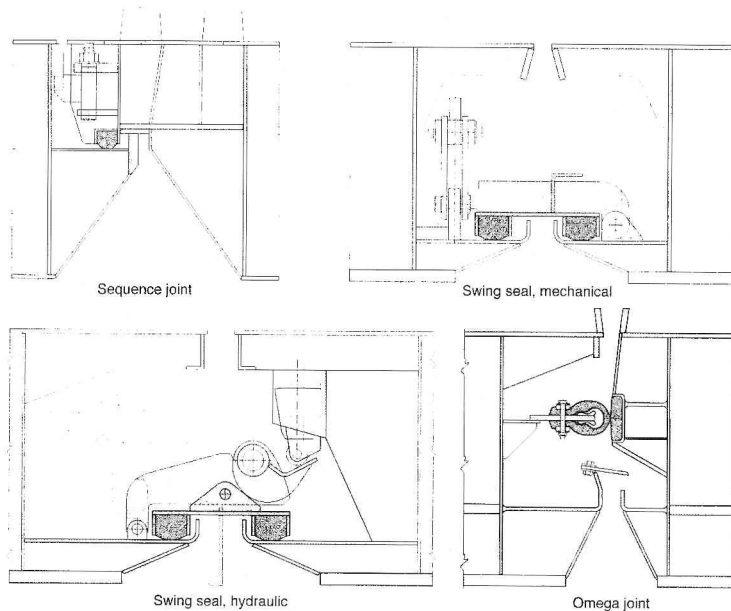 Sequence joint
Swing seal, mechanical
Swing seal, hydraulic
Omega joint